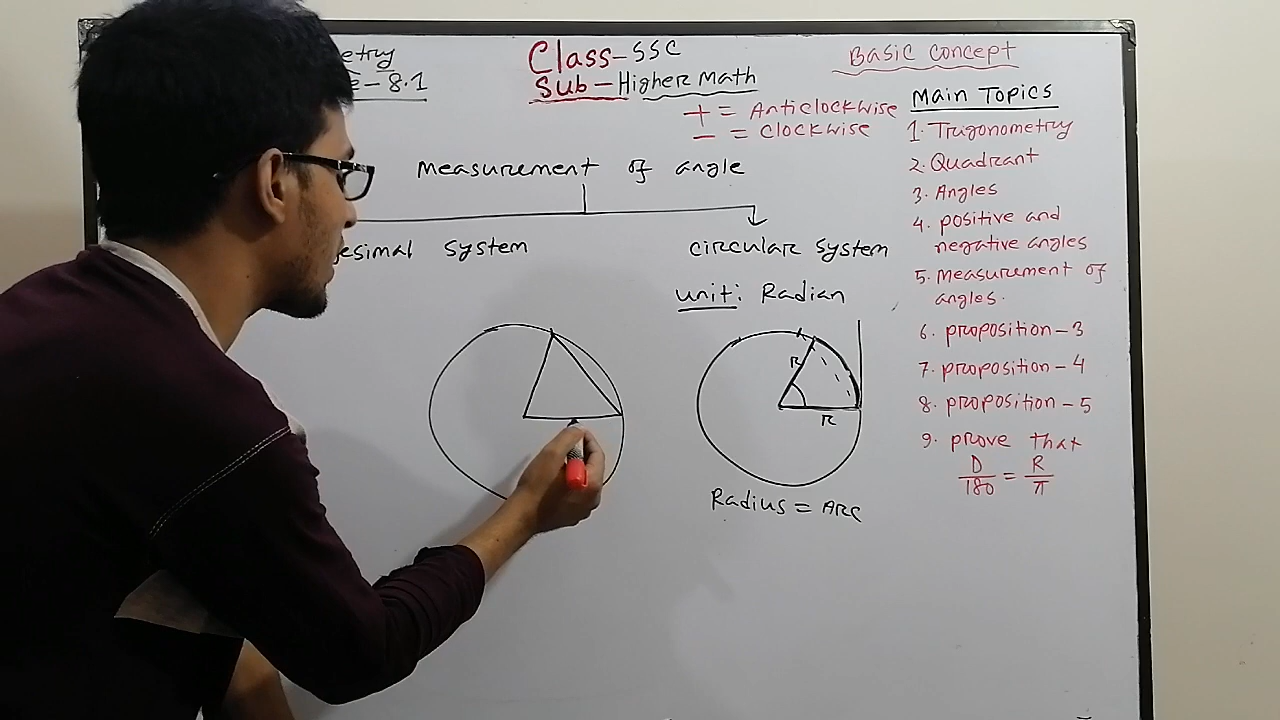 etry
e - 8.1
Class - SSC
Sub - Higher Math
Basic Concept
+ = Anticlockwise
- = Clockwise
Main Topics
1. Trigonometry
2. Quadrant
3. Angles
4. positive and
negative angles
5. Measurement of
angles.
6. proposition - 3
7. proposition - 4
8. proposition - 5
9. prove that
D/180 = R/π
Measurement of angle
esimal system
circular system
unit: Radian
R
R
Radius = Arc